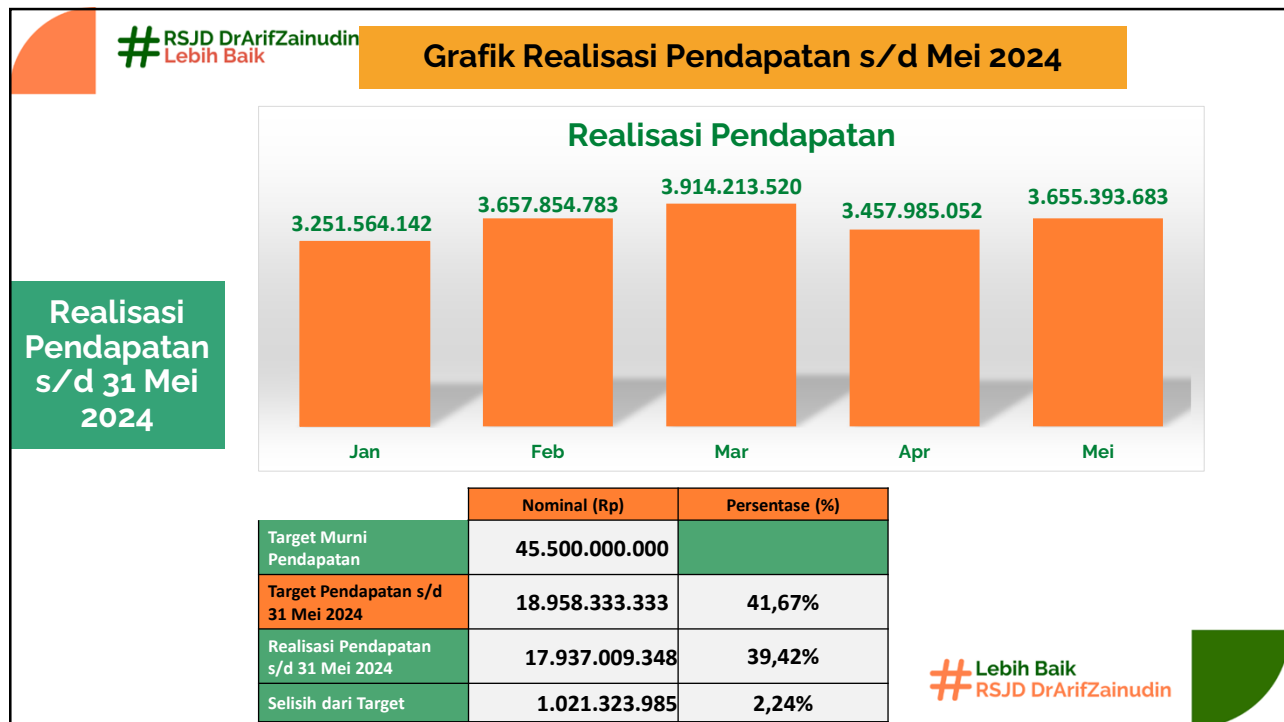 # RSJD DrArifZainudin
Lebih Baik
Grafik Realisasi Pendapatan s/d Mei 2024
Realisasi Pendapatan
3.251.564.142
3.657.854.783
3.914.213.520
3.457.985.052
3.655.393.683
Jan
Feb
Mar
Apr
Mei
Realisasi
Pendapatan
s/d 31 Mei
2024
Nominal (Rp)
Persentase (%)
Target Murni
Pendapatan
45.500.000.000
Target Pendapatan s/d
31 Mei 2024
18.958.333.333
41,67%
Realisasi Pendapatan
s/d 31 Mei 2024
17.937.009.348
39,42%
Selisih dari Target
1.021.323.985
2,24%
# Lebih Baik
RSJD DrArifZainudin